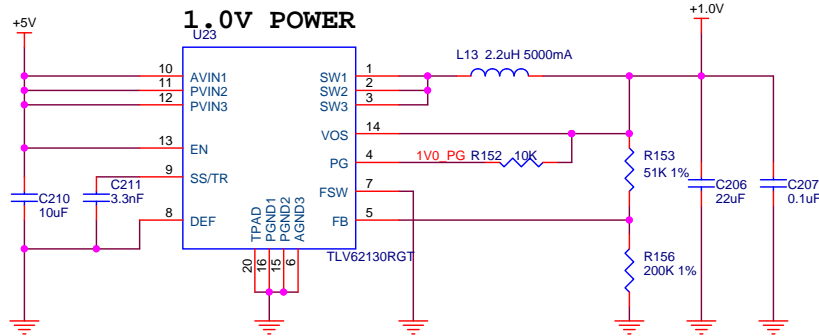 1.0V POWER
+5V
+1.0V
U23
L13 2.2uH 5000mA
10 AVIN1
11 PVIN2
12 PVIN3
13 EN
9 SS/TR
8 DEF
SW1 1
SW2 2
SW3 3
VOS 14
PG 4
FSW 7
FB 5
1V0_PG R152 10K
TPAD PGND1 PGND2 AGND3
20 16 15 6
TLV62130RGT
C210
10uF
C211
3.3nF
R153
51K 1%
R156
200K 1%
C206
22uF
C207
0.1uF